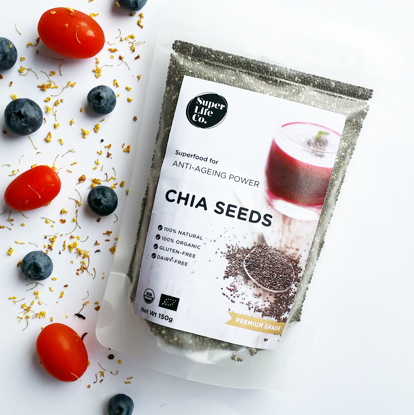 Super
Life
Co.
Superfood for
ANTI-AGEING POWER
CHIA SEEDS
100% NATURAL
100% ORGANIC
GLUTEN-FREE
DAIRY-FREE
Net Wt 150g
PREMIUM GRADE